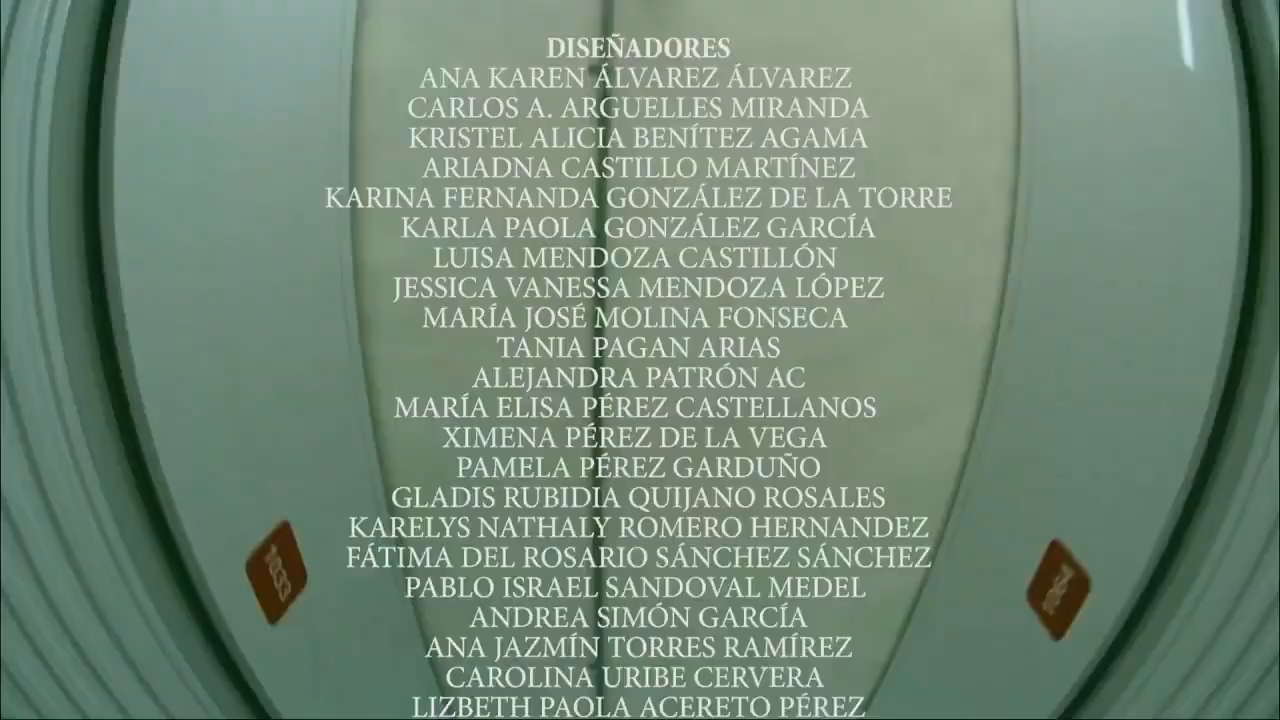 DISEÑADORES
ANA KAREN ÁLVAREZ ÁLVAREZ
CARLOS A. ARGUELLES MIRANDA
KRISTEL ALICIA BENÍTEZ AGAMA
ARIADNA CASTILLO MARTÍNEZ
KARINA FERNANDA GONZÁLEZ DE LA TORRE
KARLA PAOLA GONZÁLEZ GARCÍA
LUISA MENDOZA CASTILLÓN
JESSICA VANESSA MENDOZA LÓPEZ
MARÍA JOSÉ MOLINA FONSECA
TANIA PAGAN ARIAS
ALEJANDRA PATRÓN AC
MARÍA ELISA PÉREZ CASTELLANOS
XIMENA PÉREZ DE LA VEGA
PAMELA PÉREZ GARDUÑO
GLADIS RUBIDIA QUIJANO ROSALES
KARELYS NATHALY ROMERO HERNANDEZ
FÁTIMA DEL ROSARIO SÁNCHEZ SÁNCHEZ
PABLO ISRAEL SANDOVAL MEDEL
ANDREA SIMÓN GARCÍA
ANA JAZMÍN TORRES RAMÍREZ
CAROLINA URIBE CERVERA
LIZBETH PAOLA ACERETO PÉREZ